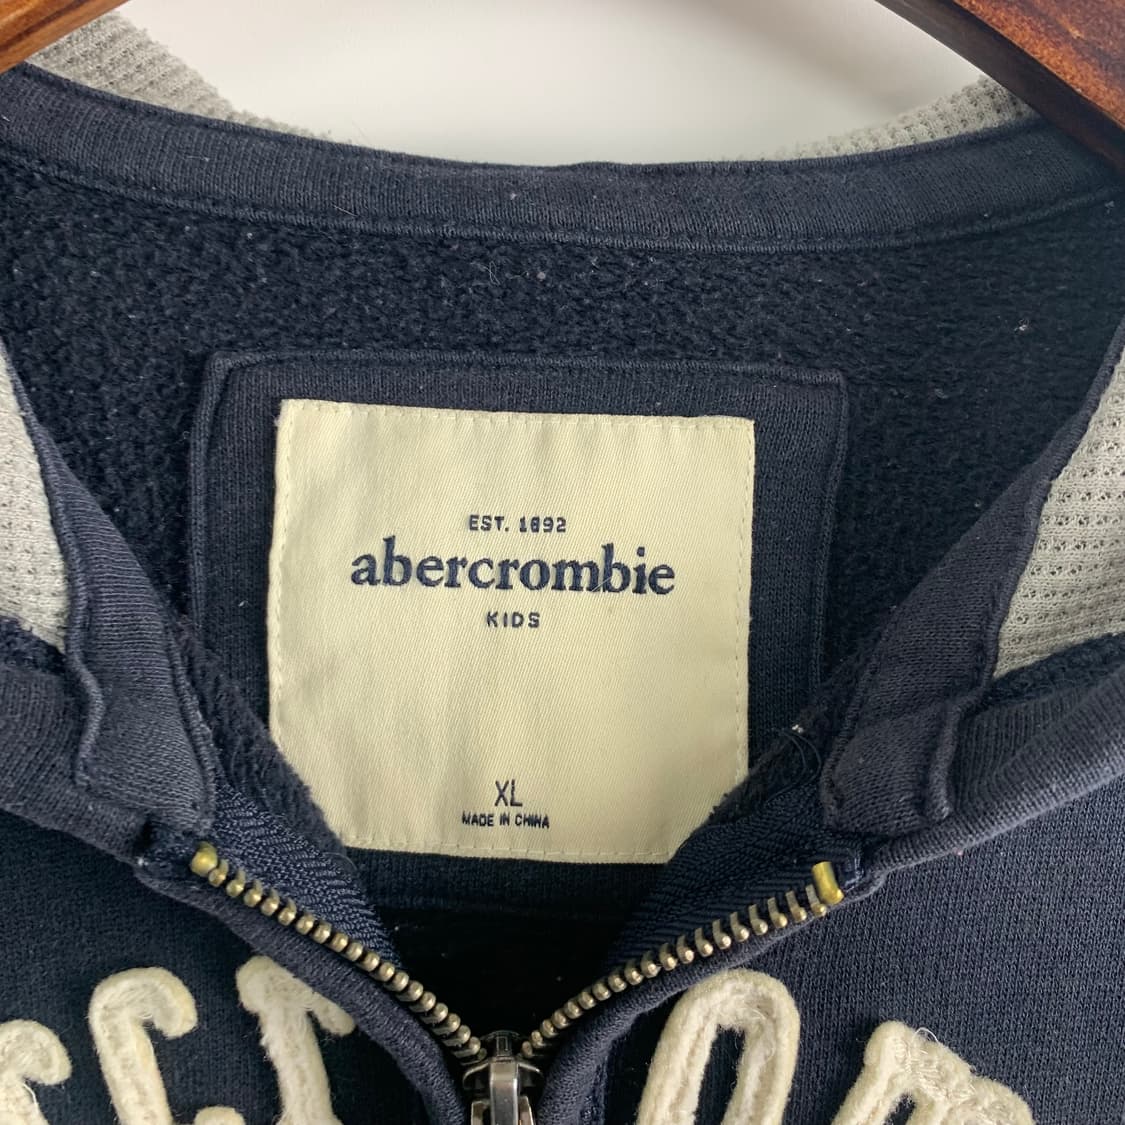 EST. 1892
abercrombie
KIDS
XL
MADE IN CHINA